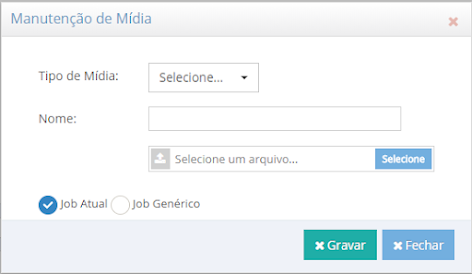 Manutenção de Mídia
Tipo de Mídia: Selecione...
Nome:
Selecione um arquivo... Selecione
Job Atual Job Genérico
Gravar Fechar